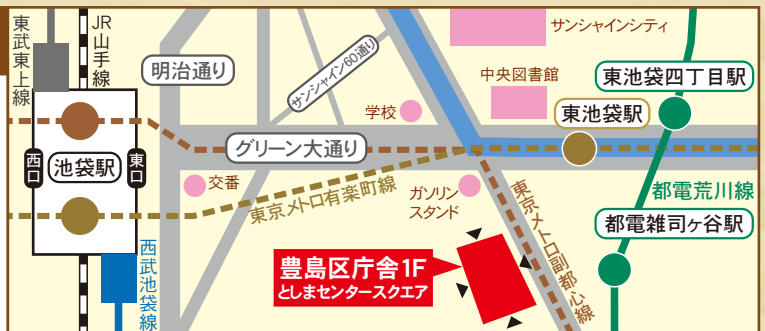 東武東上線
JR山手線
明治通り
サンシャイン60通り
サンシャインシティ
中央図書館
東池袋四丁目駅
学校
東池袋駅
グリーン大通り
西口
池袋駅
東口
交番
東京メトロ有楽町線
ガソリン
スタンド
東京メトロ副都心線
都電荒川線
都電雑司ヶ谷駅
西武池袋線
豊島区庁舎1F
としまセンタースクエア